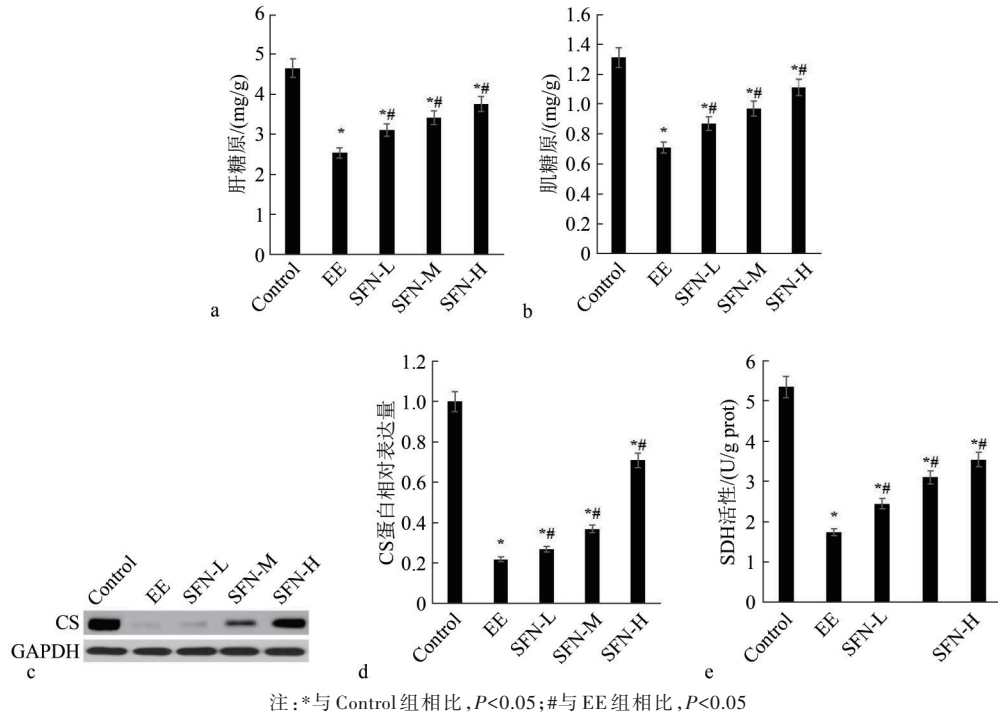 6
5
4
3
2
1
0
肝糖原/(mg/g)
*
*#
*#
*#
Control
EE
SFN-L
SFN-M
SFN-H
a
1.6
1.4
1.2
1.0
0.8
0.6
0.4
0.2
0
肌糖原/(mg/g)
*
*#
*#
*#
Control
EE
SFN-L
SFN-M
SFN-H
b
Control
EE
SFN-L
SFN-M
SFN-H
CS
GAPDH
c
1.2
1.0
0.8
0.6
0.4
0.2
0
CS蛋白相对表达量
*
*#
*#
*#
Control
EE
SFN-L
SFN-M
SFN-H
d
6
5
4
3
2
1
0
SDH活性/(U/g prot)
*
*#
*#
*#
Control
EE
SFN-L
SFN-H
e
注:*与Control组相比,P<0.05;#与EE组相比,P<0.05